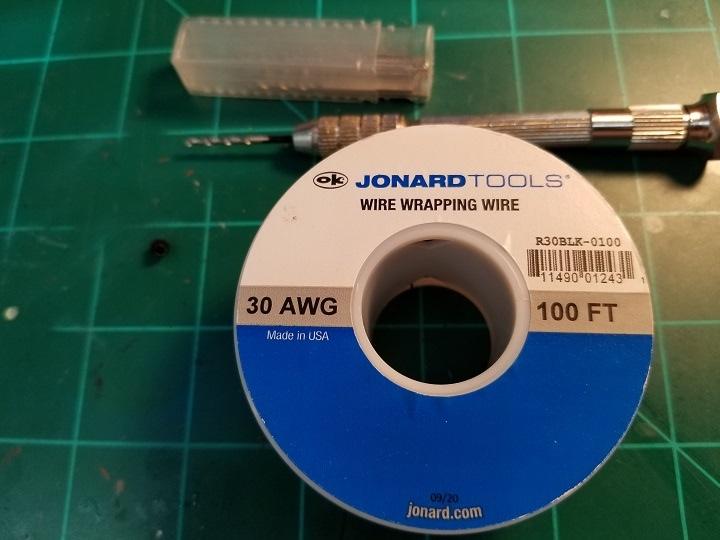 ok JONARDTOOLS®
WIRE WRAPPING WIRE
R30BLK-0100
11490 01243
30 AWG
100 FT
Made in USA
09/20
jonard.com